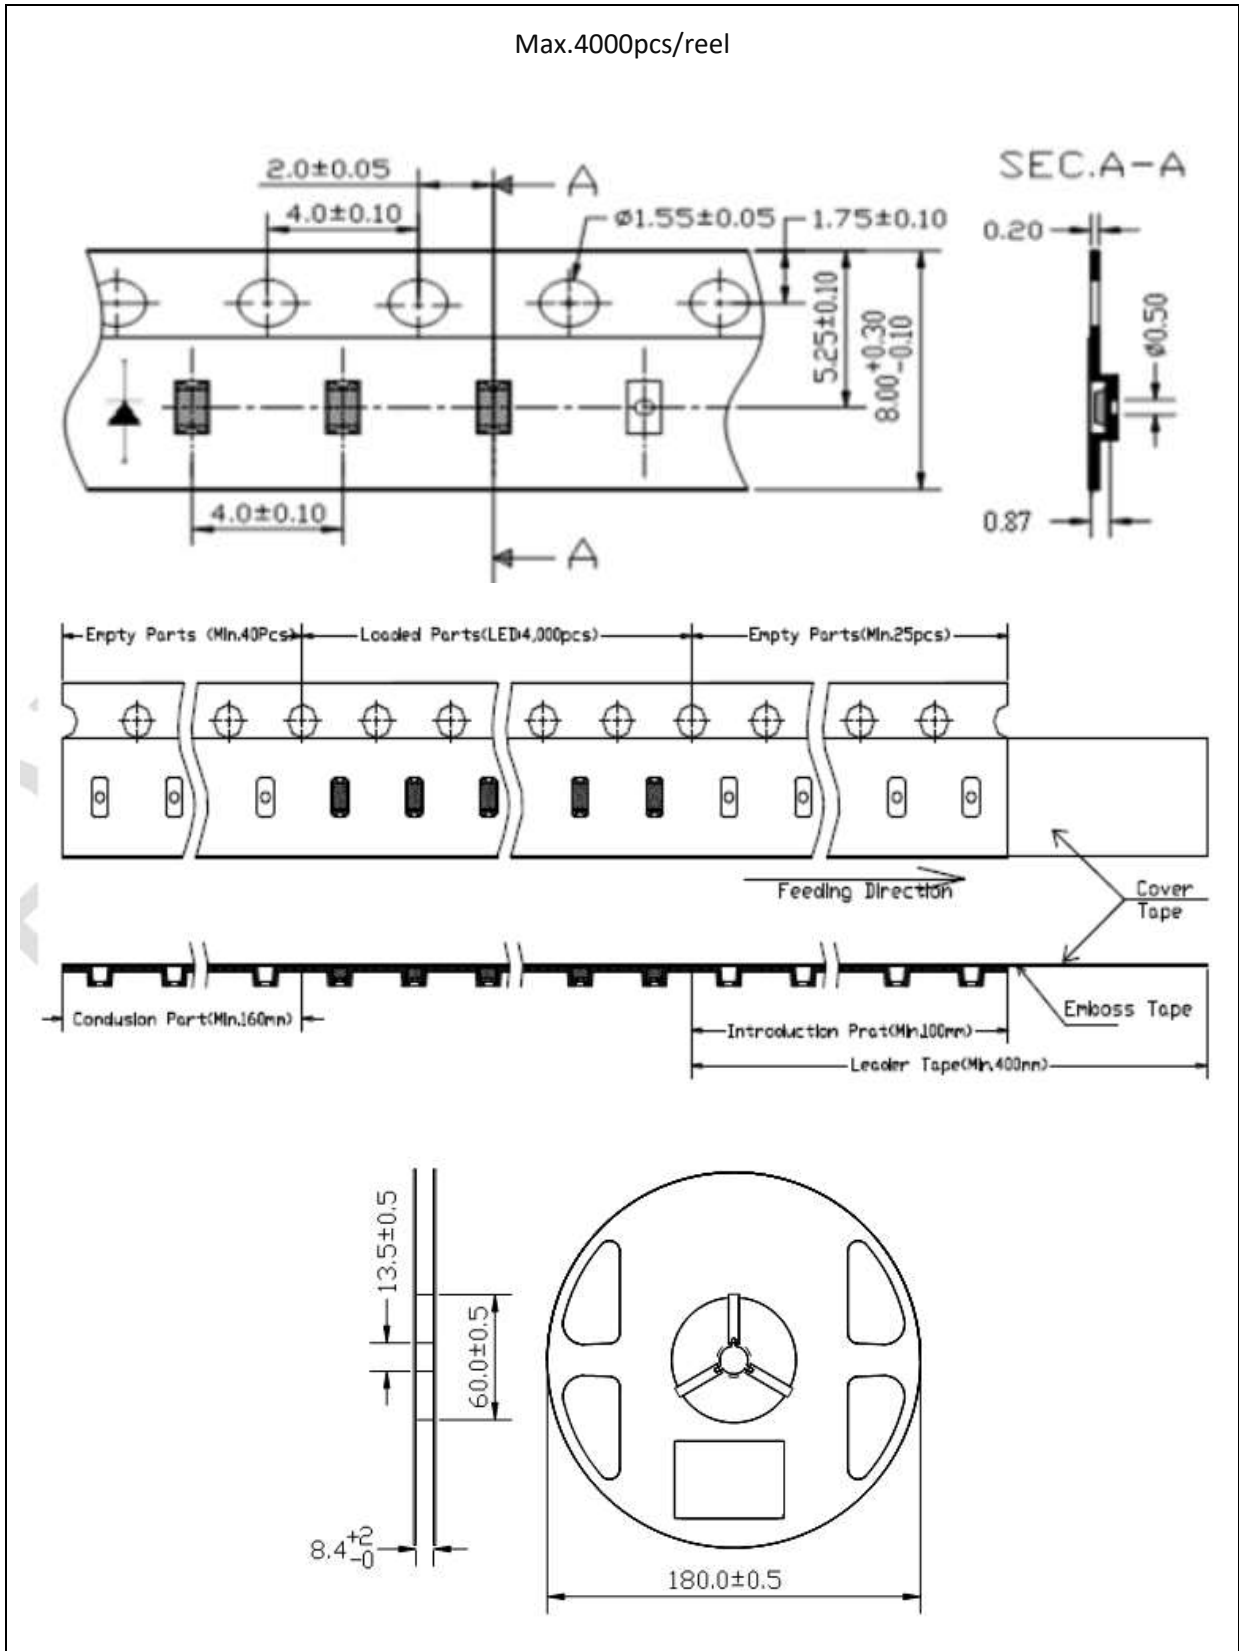 Max.4000pcs/reel
2.0±0.05
A
SEC.A-A
4.0±0.10
ø1.55±0.05
1.75±0.10
0.20
5.25±0.10
8.00 +0.30 -0.10
ø0.50
4.0±0.10
0.87
A
Empty Parts (Min.40Pcs)
Loaded Parts(LED:4,000pcs)
Empty Parts(Min.25pcs)
Feeding Direction
Cover
Tape
Condusion Part(Min.160mm)
Emboss Tape
Introduction Prat(Min.100mm)
Leader Tape(Min.400mm)
13.5±0.5
60.0±0.5
8.4 +2 -0
180.0±0.5